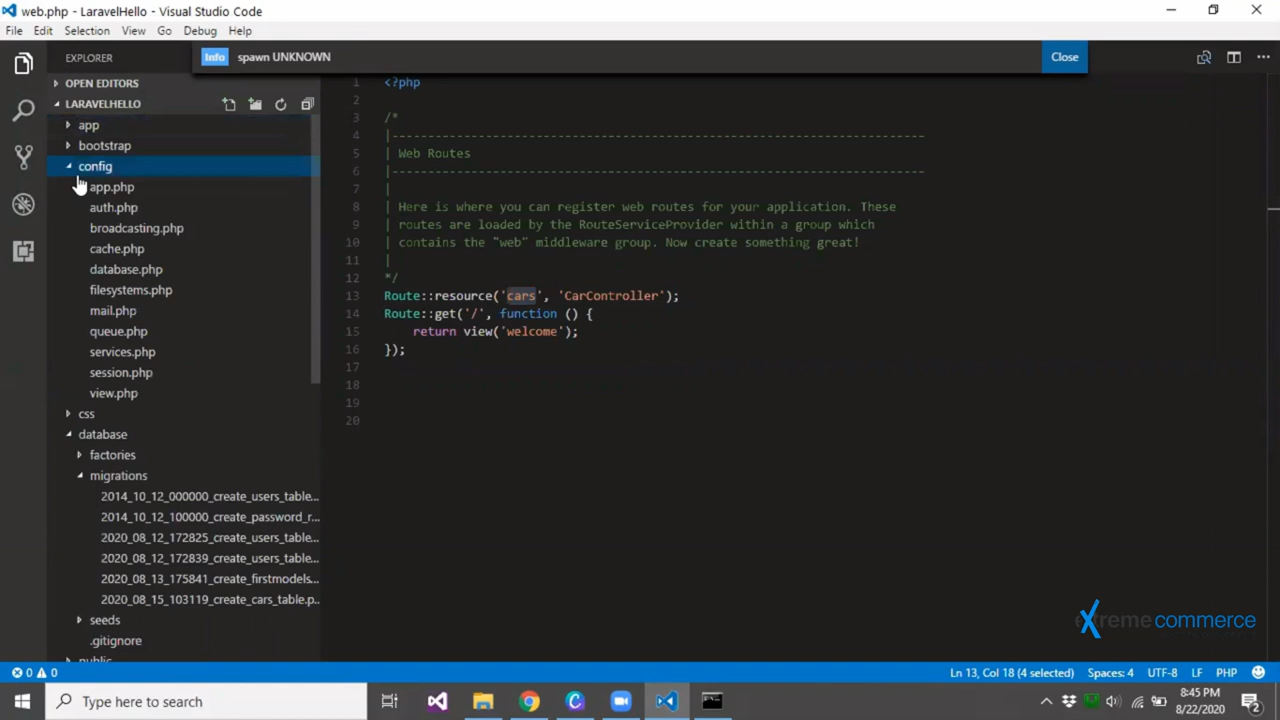 web.php - LaravelHello - Visual Studio Code
File Edit Selection View Go Debug Help
EXPLORER
Info spawn UNKNOWN Close
OPEN EDITORS
LARAVELHELLO
app
bootstrap
config
app.php
auth.php
broadcasting.php
cache.php
database.php
filesystems.php
mail.php
queue.php
services.php
session.php
view.php
css
database
factories
migrations
2014_10_12_000000_create_users_table...
2014_10_12_100000_create_password_r...
2020_08_12_172825_create_users_table...
2020_08_12_172839_create_users_table...
2020_08_13_175841_create_firstmodels...
2020_08_15_103119_create_cars_table.p...
seeds
.gitignore
public
1 <?php
2
3 /*
4 |--------------------------------------------------------------------------
5 | Web Routes
6 |--------------------------------------------------------------------------
7 |
8 | Here is where you can register web routes for your application. These
9 | routes are loaded by the RouteServiceProvider within a group which
10 | contains the "web" middleware group. Now create something great!
11 |
12 */
13 Route::resource('cars', 'CarController');
14 Route::get('/', function () {
15 return view('welcome');
16 });
17
18
19
20
extreme commerce
0 0 Ln 13, Col 18 (4 selected) Spaces: 4 UTF-8 LF PHP
Type here to search
8:45 PM
8/22/2020
2